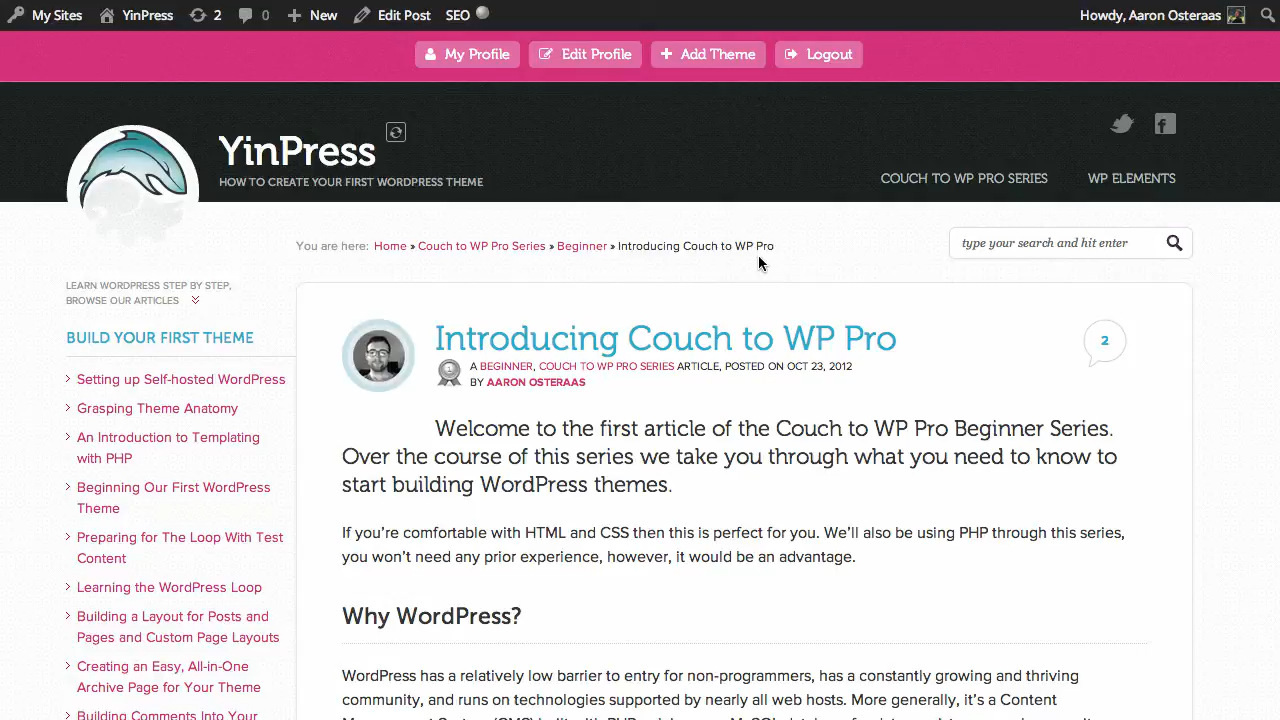 My Sites YinPress 2 0 New Edit Post SEO Howdy, Aaron Osteraas
My Profile Edit Profile Add Theme Logout
YinPress
HOW TO CREATE YOUR FIRST WORDPRESS THEME
COUCH TO WP PRO SERIES WP ELEMENTS
You are here: Home » Couch to WP Pro Series » Beginner » Introducing Couch to WP Pro
type your search and hit enter
LEARN WORDPRESS STEP BY STEP,
BROWSE OUR ARTICLES
BUILD YOUR FIRST THEME
Setting up Self-hosted WordPress
Grasping Theme Anatomy
An Introduction to Templating
with PHP
Beginning Our First WordPress
Theme
Preparing for The Loop With Test
Content
Learning the WordPress Loop
Building a Layout for Posts and
Pages and Custom Page Layouts
Creating an Easy, All-in-One
Archive Page for Your Theme
Building Comments Into Your
Introducing Couch to WP Pro
2
A BEGINNER, COUCH TO WP PRO SERIES ARTICLE, POSTED ON OCT 23, 2012
BY AARON OSTERAAS
Welcome to the first article of the Couch to WP Pro Beginner Series.
Over the course of this series we take you through what you need to know to
start building WordPress themes.
If you’re comfortable with HTML and CSS then this is perfect for you. We’ll also be using PHP through this series,
you won’t need any prior experience, however, it would be an advantage.
Why WordPress?
WordPress has a relatively low barrier to entry for non-programmers, has a constantly growing and thriving
community, and runs on technologies supported by nearly all web hosts. More generally, it’s a Content